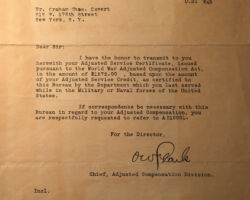 Mr. Graham Thom. Covert
New York, N. Y.
Dear Sir:
I have the honor to transmit to you
herewith your Adjusted Service Certificate, issued
pursuant to the World War Adjusted Compensation Act,
in the amount of $1572.00 , based upon the amount
of your Adjusted Service Credit, as certified to
this Bureau by the Department which you last served
while in the Military or Naval forces of the United
States.
If correspondence be necessary with this
Bureau in regard to your Adjusted Compensation, you
are respectfully requested to refer to A
For the Director,
Chief, Adjusted Compensation Division.
Incl.